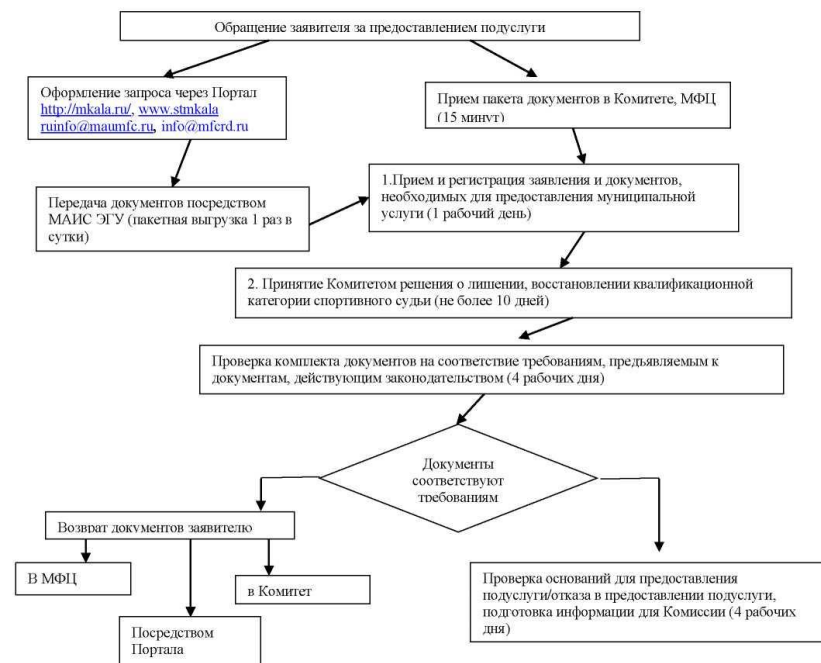 Обращение заявителя за предоставлением подуслуги
Оформление запроса через Портал
http://mkala.ru/, www.stmkala
ruinfo@maumfc.ru, info@mfcrd.ru
Прием пакета документов в Комитете, МФЦ
(15 минут)
Передача документов посредством
МАИС ЭГУ (пакетная выгрузка 1 раз в
сутки)
1.Прием и регистрация заявления и документов,
необходимых для предоставления муниципальной
услуги (1 рабочий день)
2. Принятие Комитетом решения о лишении, восстановлении квалификационной
категории спортивного судьи (не более 10 дней)
Проверка комплекта документов на соответствие требованиям, предъявляемым к
документам, действующим законодательством (4 рабочих дня)
Документы
соответствуют
требованиям
Возврат документов заявителю
В МФЦ
в Комитет
Посредством
Портала
Проверка оснований для предоставления
подуслуги/отказа в предоставлении подуслуги,
подготовка информации для Комиссии (4 рабочих
дня)